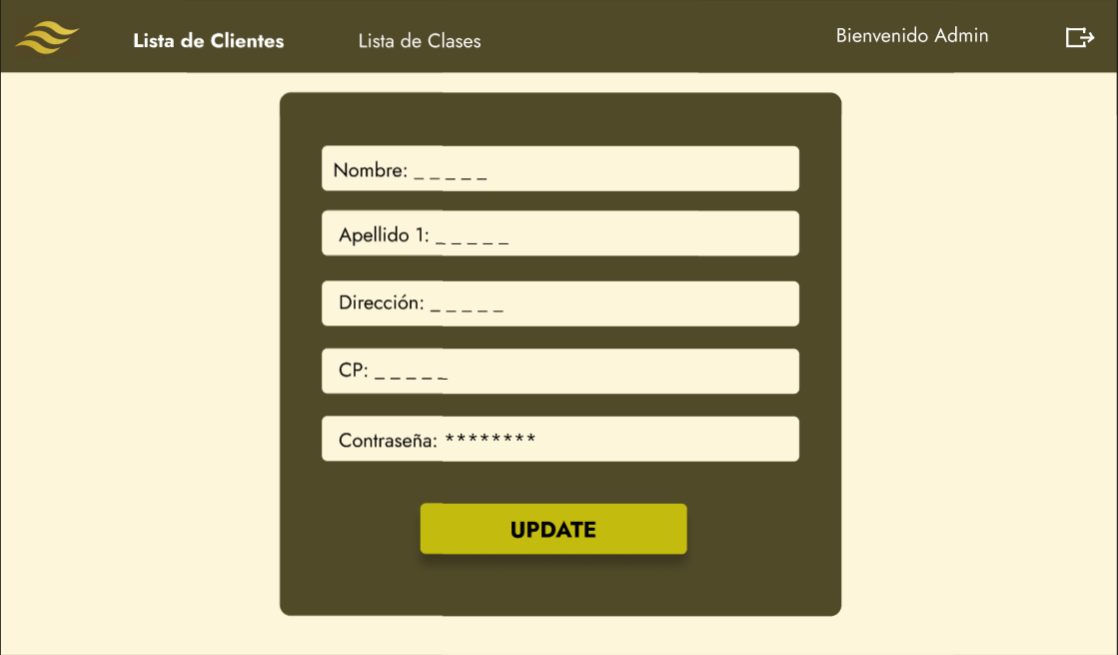 Lista de Clientes
Lista de Clases
Bienvenido Admin
Nombre: _ _ _ _ _
Apellido 1: _ _ _ _ _
Dirección: _ _ _ _ _
CP: _ _ _ _ _
Contraseña: ********
UPDATE